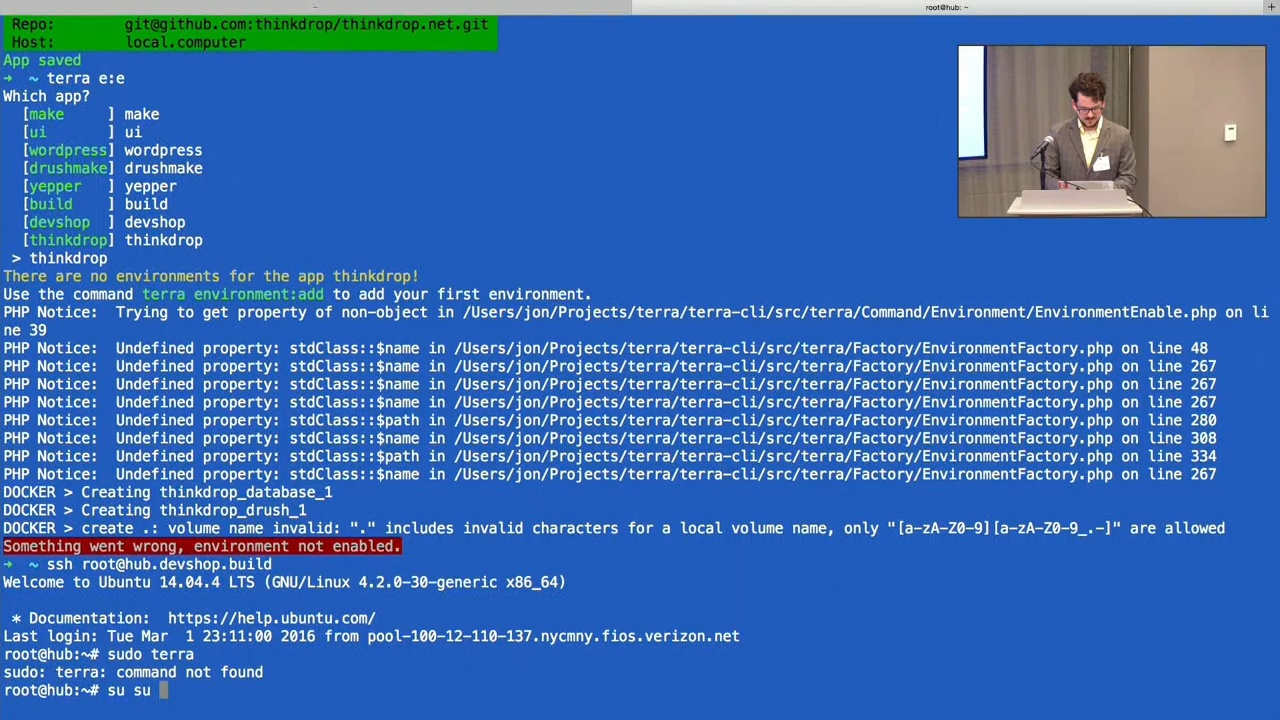 root@hub: ~
Repo: git@github.com:thinkdrop/thinkdrop.net.git
Host: local.computer
App saved
➜ ~ terra e:e
Which app?
[make ] make
[ui ] ui
[wordpress] wordpress
[drushmake] drushmake
[yepper ] yepper
[build ] build
[devshop ] devshop
[thinkdrop] thinkdrop
> thinkdrop
There are no environments for the app thinkdrop!
Use the command terra environment:add to add your first environment.
PHP Notice: Trying to get property of non-object in /Users/jon/Projects/terra/terra-cli/src/terra/Command/Environment/EnvironmentEnable.php on li
ne 39
PHP Notice: Undefined property: stdClass::$name in /Users/jon/Projects/terra/terra-cli/src/terra/Factory/EnvironmentFactory.php on line 48
PHP Notice: Undefined property: stdClass::$name in /Users/jon/Projects/terra/terra-cli/src/terra/Factory/EnvironmentFactory.php on line 267
PHP Notice: Undefined property: stdClass::$name in /Users/jon/Projects/terra/terra-cli/src/terra/Factory/EnvironmentFactory.php on line 267
PHP Notice: Undefined property: stdClass::$name in /Users/jon/Projects/terra/terra-cli/src/terra/Factory/EnvironmentFactory.php on line 267
PHP Notice: Undefined property: stdClass::$path in /Users/jon/Projects/terra/terra-cli/src/terra/Factory/EnvironmentFactory.php on line 280
PHP Notice: Undefined property: stdClass::$name in /Users/jon/Projects/terra/terra-cli/src/terra/Factory/EnvironmentFactory.php on line 308
PHP Notice: Undefined property: stdClass::$path in /Users/jon/Projects/terra/terra-cli/src/terra/Factory/EnvironmentFactory.php on line 334
PHP Notice: Undefined property: stdClass::$name in /Users/jon/Projects/terra/terra-cli/src/terra/Factory/EnvironmentFactory.php on line 267
DOCKER > Creating thinkdrop_database_1
DOCKER > Creating thinkdrop_drush_1
DOCKER > create .: volume name invalid: "." includes invalid characters for a local volume name, only "[a-zA-Z0-9][a-zA-Z0-9_.-]" are allowed
Something went wrong, environment not enabled.
➜ ~ ssh root@hub.devshop.build
Welcome to Ubuntu 14.04.4 LTS (GNU/Linux 4.2.0-30-generic x86_64)
* Documentation: https://help.ubuntu.com/
Last login: Tue Mar 1 23:11:00 2016 from pool-100-12-110-137.nycmny.fios.verizon.net
root@hub:~# sudo terra
sudo: terra: command not found
root@hub:~# su su